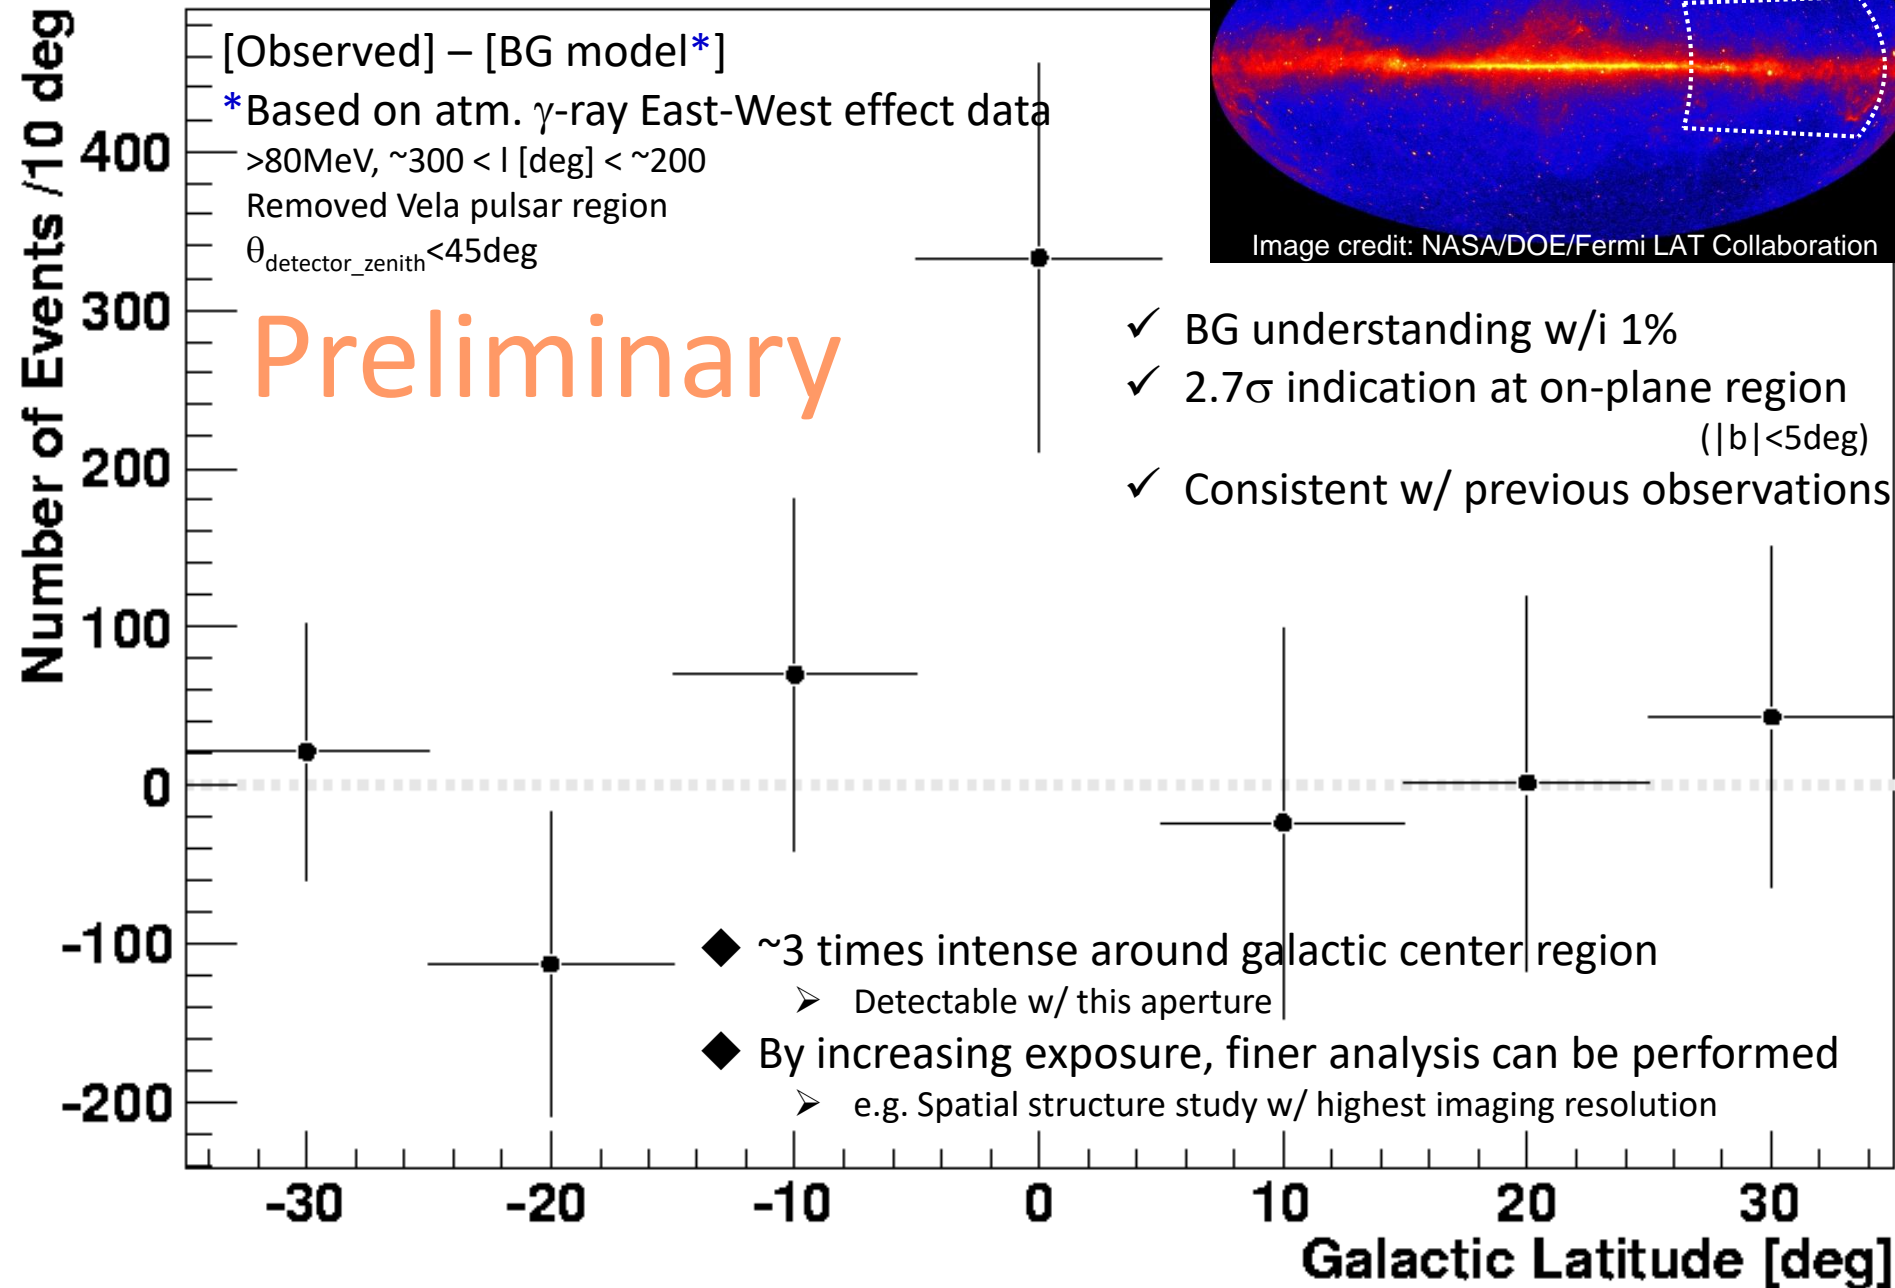 Number of Events /10 deg
400
300
200
100
0
-100
-200
[Observed] – [BG model*]
*Based on atm. γ-ray East-West effect data
>80MeV, ~300 < l [deg] < ~200
Removed Vela pulsar region
θdetector_zenith<45deg
Preliminary
Image credit: NASA/DOE/Fermi LAT Collaboration
✓ BG understanding w/i 1%
✓ 2.7σ indication at on-plane region
(|b|<5deg)
✓ Consistent w/ previous observations
◆ ~3 times intense around galactic center region
➢ Detectable w/ this aperture
◆ By increasing exposure, finer analysis can be performed
➢ e.g. Spatial structure study w/ highest imaging resolution
-30 -20 -10 0 10 20 30
Galactic Latitude [deg]